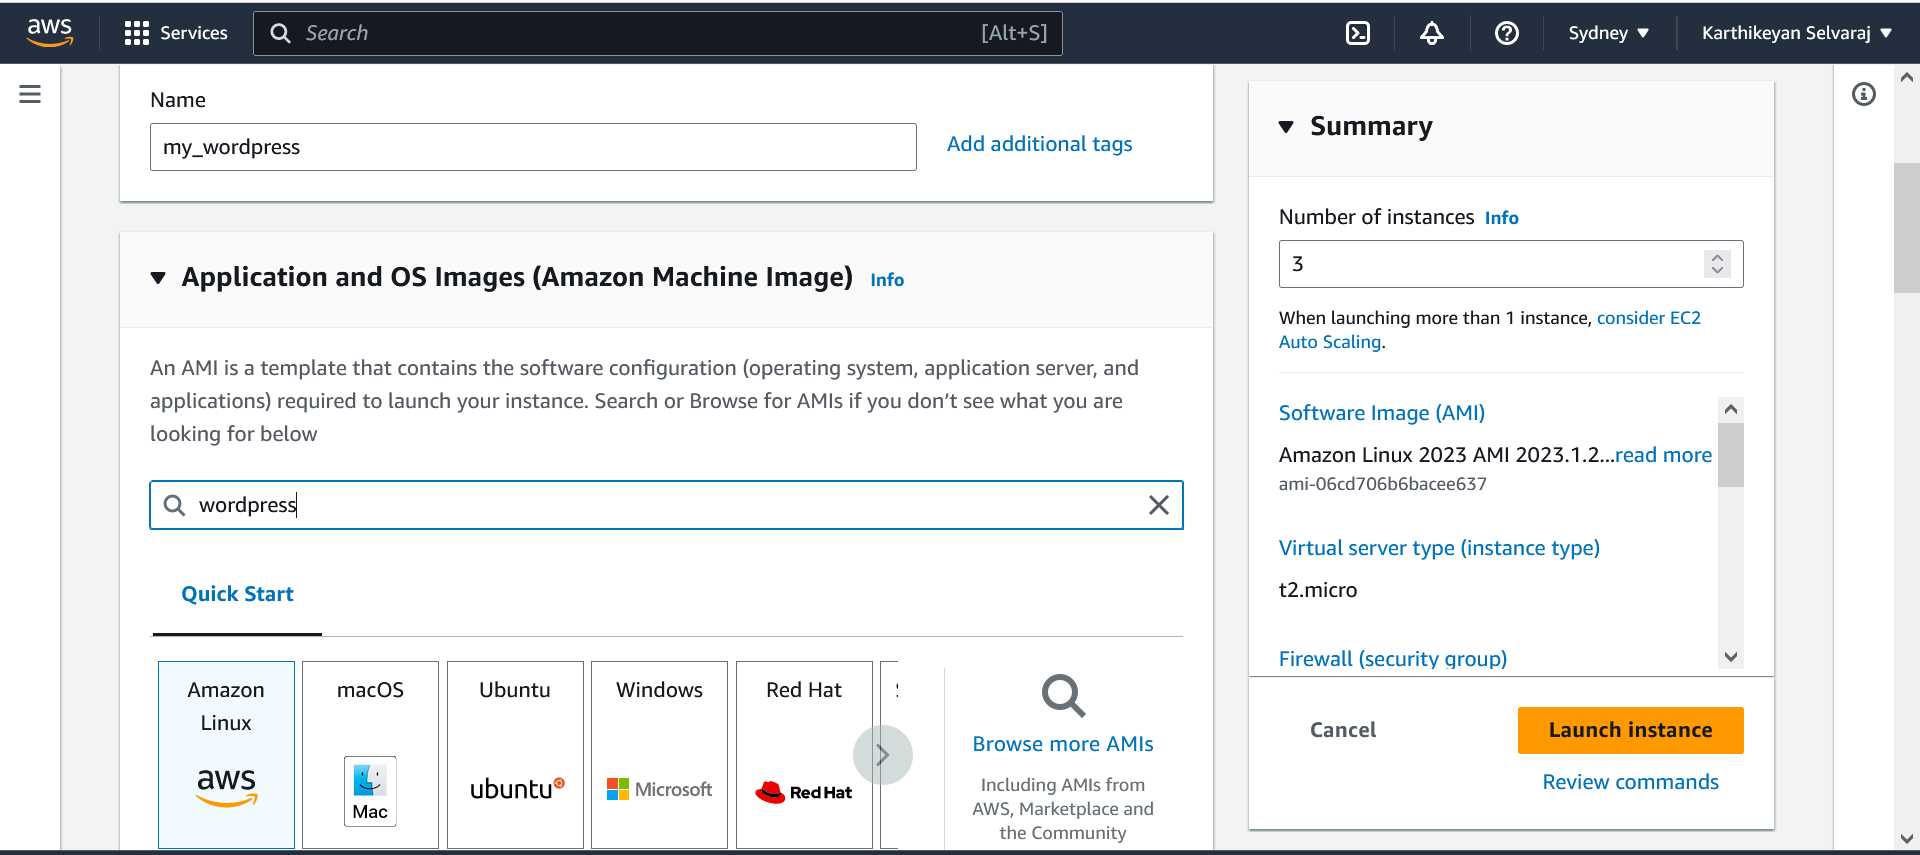 aws
Services
Search
[Alt+S]
Sydney
Karthikeyan Selvaraj
Name
my_wordpress
Add additional tags
Application and OS Images (Amazon Machine Image) Info
An AMI is a template that contains the software configuration (operating system, application server, and
applications) required to launch your instance. Search or Browse for AMIs if you don’t see what you are
looking for below
wordpress
Quick Start
Amazon
Linux
aws
macOS
Mac
Ubuntu
ubuntu
Windows
Microsoft
Red Hat
Red Hat
Browse more AMIs
Including AMIs from
AWS, Marketplace and
the Community
Summary
Number of instances Info
3
When launching more than 1 instance, consider EC2
Auto Scaling.
Software Image (AMI)
Amazon Linux 2023 AMI 2023.1.2...read more
ami-06cd706b6bacee637
Virtual server type (instance type)
t2.micro
Firewall (security group)
Cancel
Launch instance
Review commands